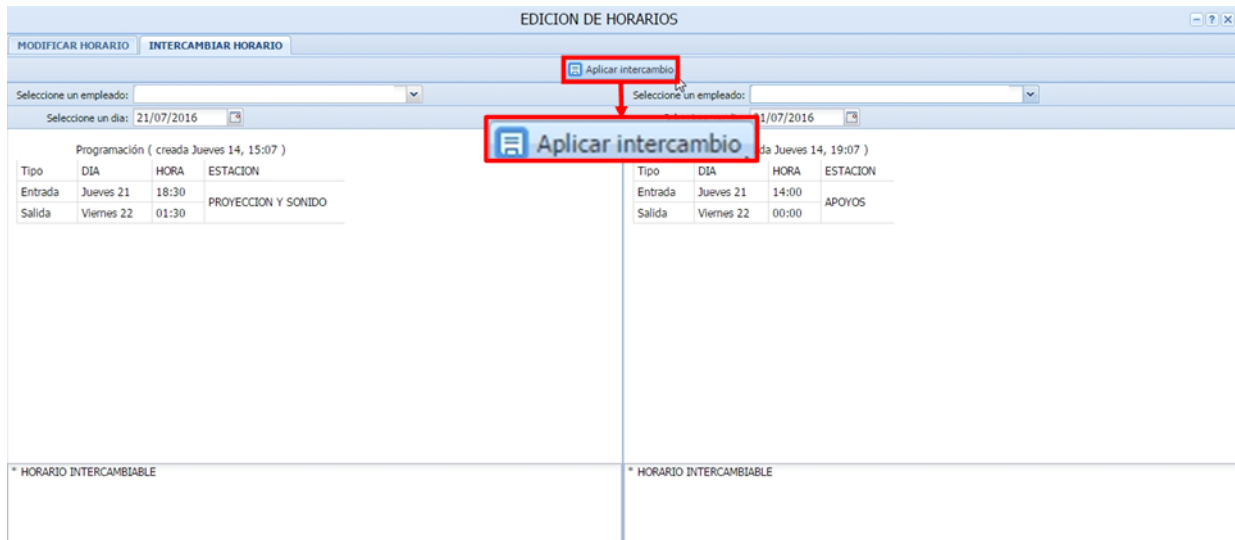 EDICION DE HORARIOS
MODIFICAR HORARIO INTERCAMBIAR HORARIO
Aplicar intercambio
Seleccione un empleado:
Seleccione un dia: 21/07/2016
Programación ( creada Jueves 14, 15:07 )
Tipo DIA HORA ESTACION
Entrada Jueves 21 18:30 PROYECCION Y SONIDO
Salida Viernes 22 01:30
* HORARIO INTERCAMBIABLE
Aplicar intercambio
Seleccione un empleado:
1/07/2016
da Jueves 14, 19:07 )
Tipo DIA HORA ESTACION
Entrada Jueves 21 14:00 APOYOS
Salida Viernes 22 00:00
* HORARIO INTERCAMBIABLE